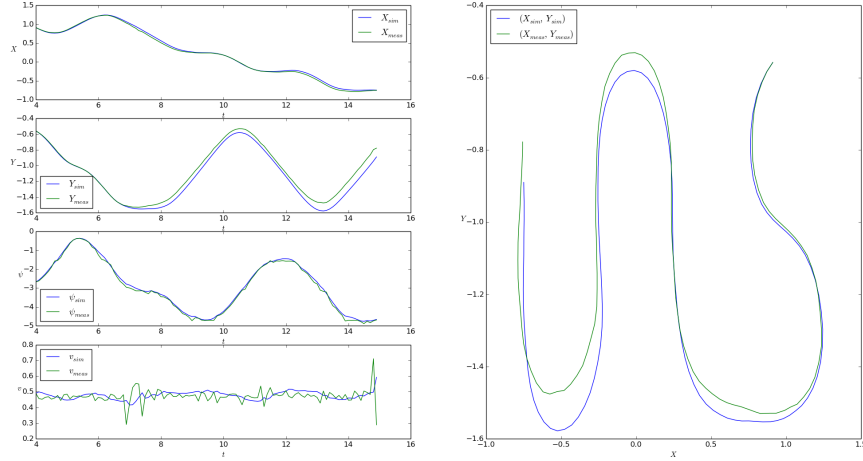 1.5
1.0
0.5
0.0
−0.5
−1.0
X
X_sim
X_meas
4 6 8 10 12 14 16
t
−0.4
−0.6
−0.8
−1.0
−1.2
−1.4
−1.6
Y
Y_sim
Y_meas
4 6 8 10 12 14 16
t
0
−1
−2
−3
−4
−5
ψ
ψ_sim
ψ_meas
4 6 8 10 12 14 16
t
0.8
0.7
0.6
0.5
0.4
0.3
0.2
v
v_sim
v_meas
4 6 8 10 12 14 16
t
−0.4
−0.6
−0.8
−1.0
−1.2
−1.4
−1.6
Y
(X_sim, Y_sim)
(X_meas, Y_meas)
−1.0 −0.5 0.0 0.5 1.0 1.5
X